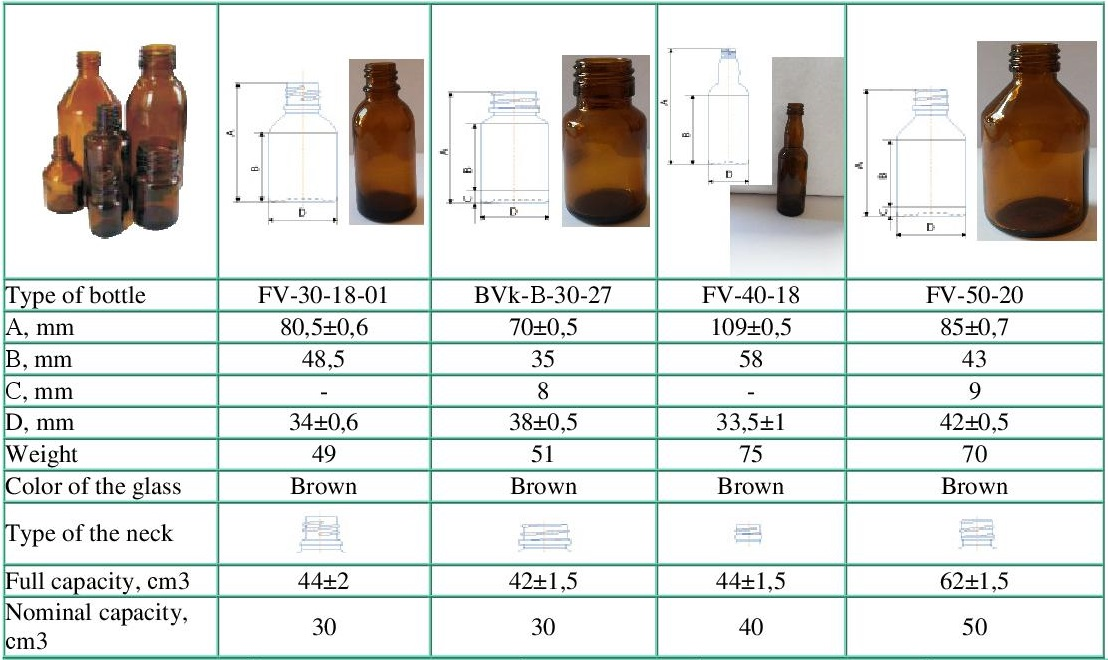 A
B
D
A
B
C
D
A
B
D
A
B
C
D
Type of bottle FV-30-18-01 BVk-B-30-27 FV-40-18 FV-50-20
A, mm 80,5±0,6 70±0,5 109±0,5 85±0,7
B, mm 48,5 35 58 43
C, mm - 8 - 9
D, mm 34±0,6 38±0,5 33,5±1 42±0,5
Weight 49 51 75 70
Color of the glass Brown Brown Brown Brown
Type of the neck
Full capacity, cm3 44±2 42±1,5 44±1,5 62±1,5
Nominal capacity,
cm3 30 30 40 50